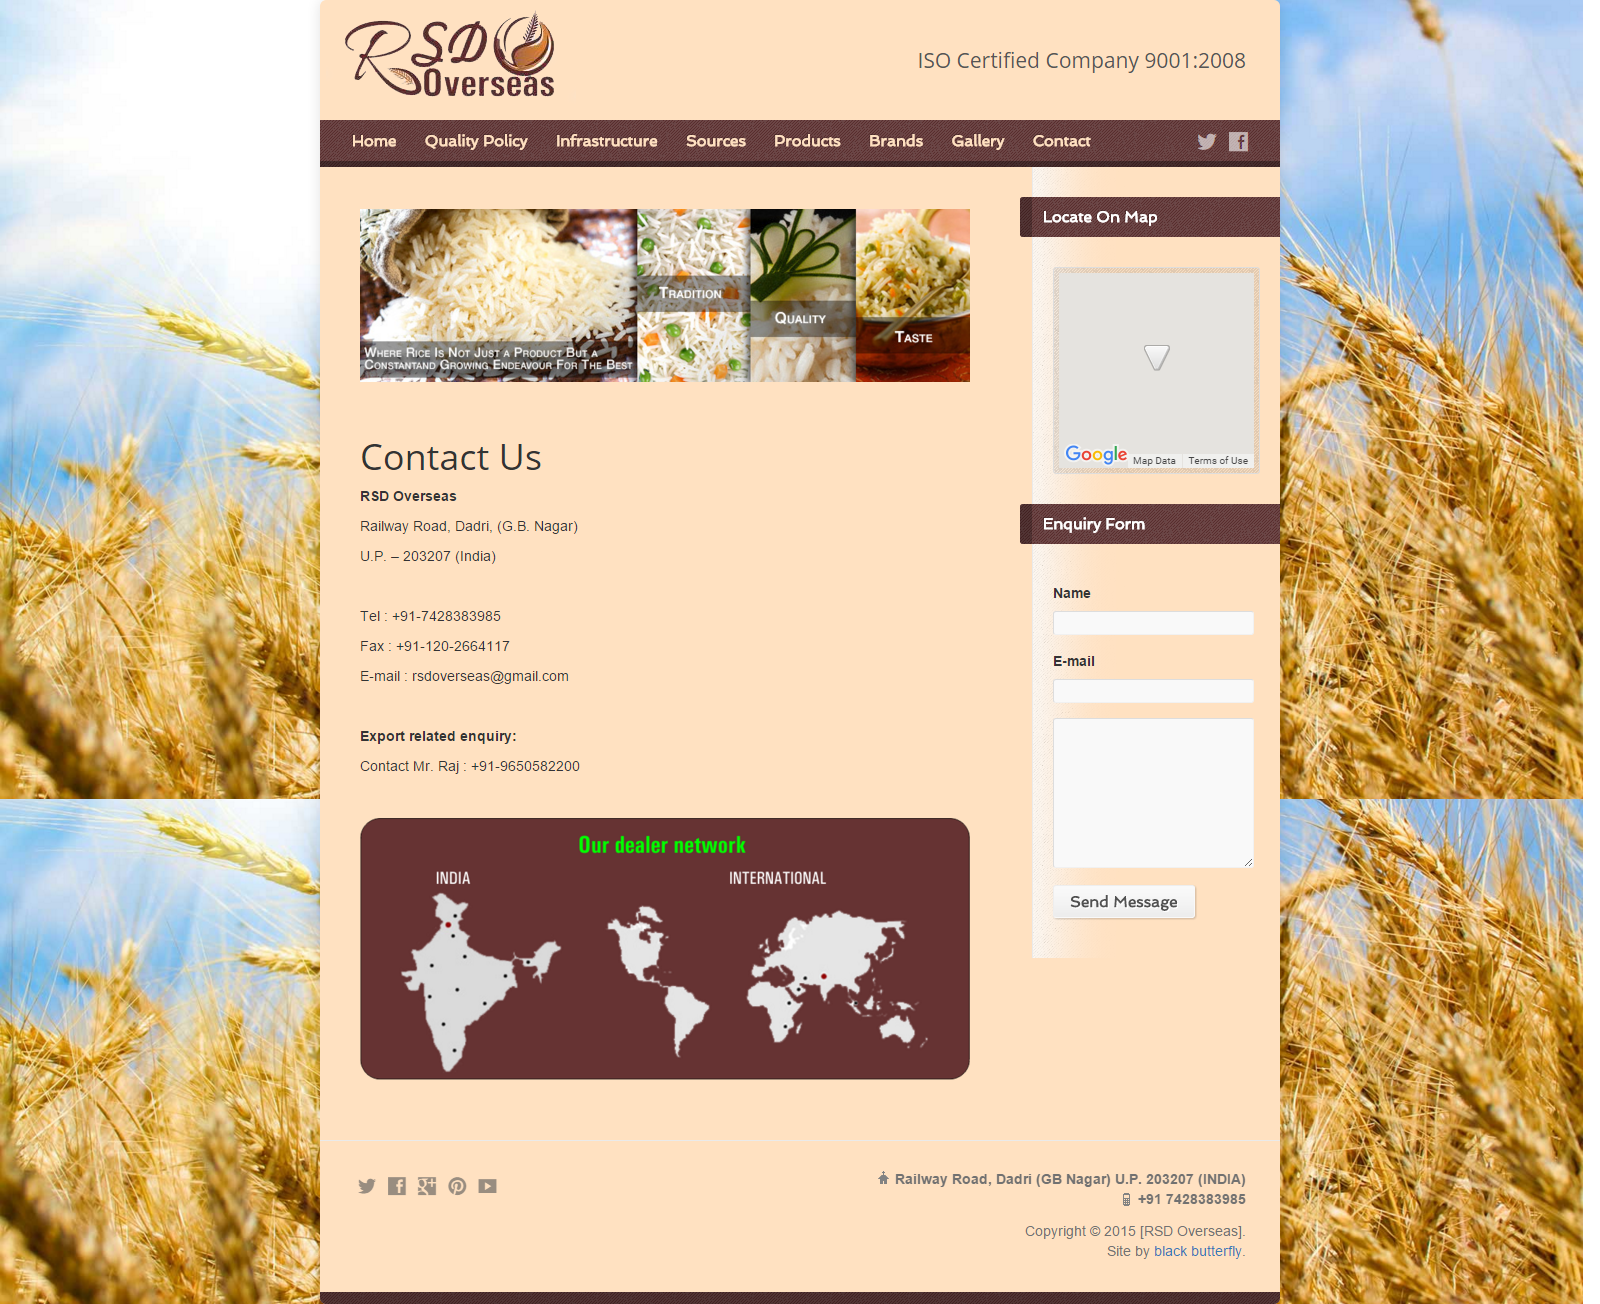 RSD
Overseas
ISO Certified Company 9001:2008
Home
Quality Policy
Infrastructure
Sources
Products
Brands
Gallery
Contact
Where Rice Is Not Just a Product But a
Constantand Growing Endeavour For The Best
Tradition
Quality
Taste
Contact Us
RSD Overseas
Railway Road, Dadri, (G.B. Nagar)
U.P. – 203207 (India)
Tel : +91-7428383985
Fax : +91-120-2664117
E-mail : rsdoverseas@gmail.com
Export related enquiry:
Contact Mr. Raj : +91-9650582200
Our dealer network
INDIA
INTERNATIONAL
Locate On Map
Google
Map Data
Terms of Use
Enquiry Form
Name
E-mail
Send Message
Railway Road, Dadri (GB Nagar) U.P. 203207 (INDIA)
+91 7428383985
Copyright © 2015 [RSD Overseas].
Site by black butterfly.